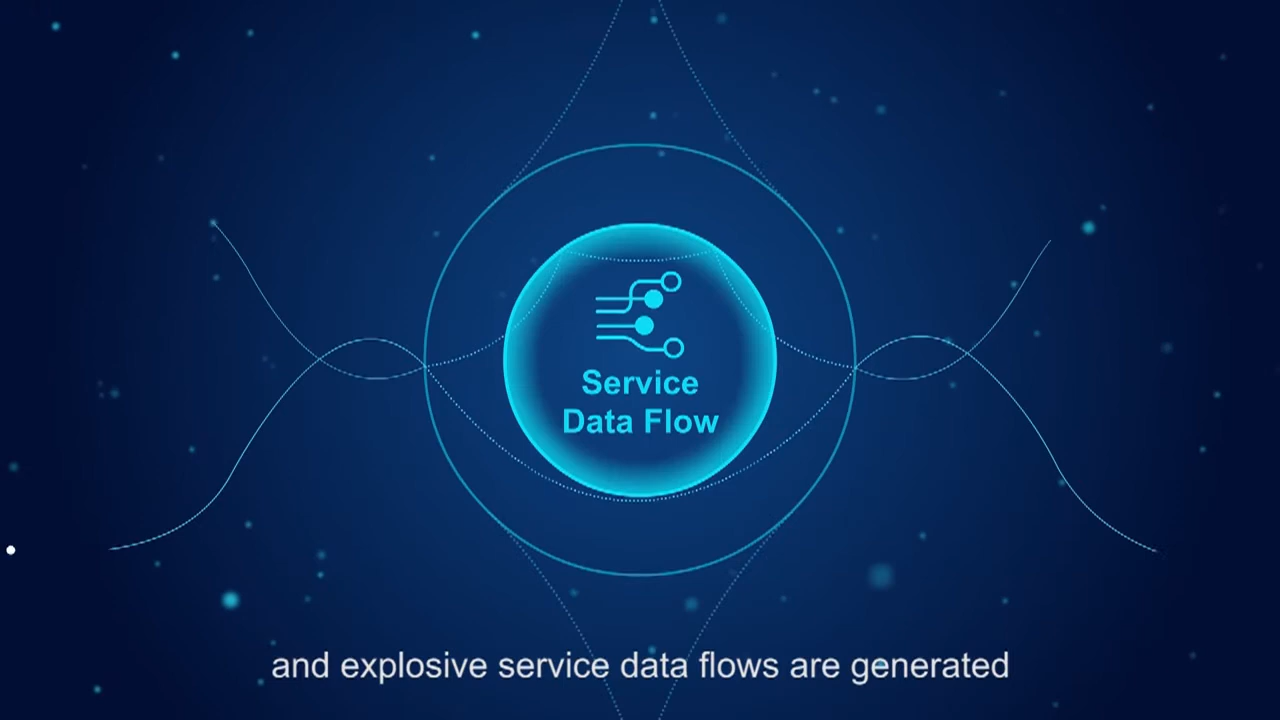 Service
Data Flow
and explosive service data flows are generated